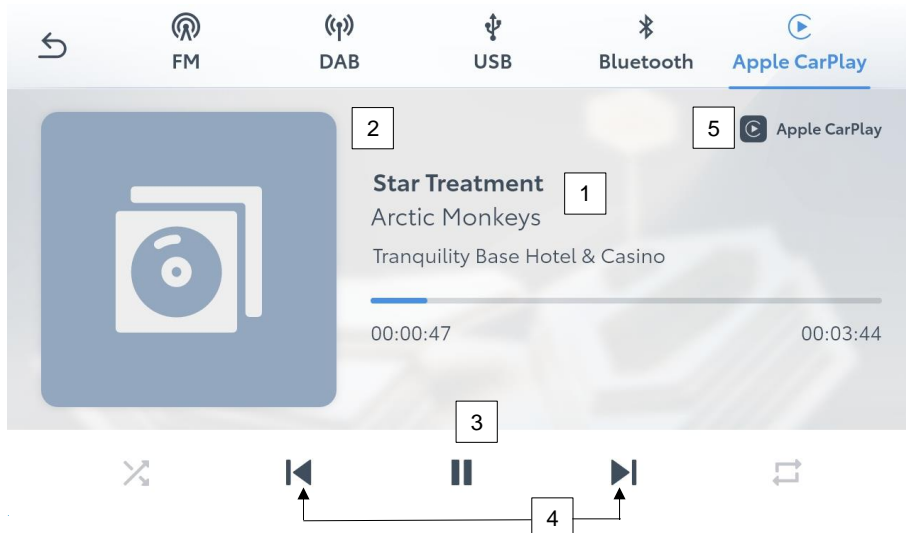 FM
DAB
USB
Bluetooth
Apple CarPlay
2
5
Apple CarPlay
Star Treatment
1
Arctic Monkeys
Tranquility Base Hotel & Casino
00:00:47
00:03:44
3
4